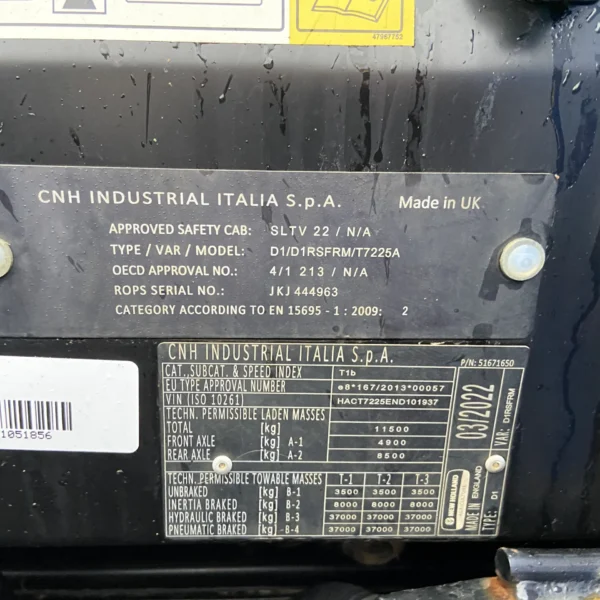 47987753
CNH INDUSTRIAL ITALIA S.p.A. Made in UK
APPROVED SAFETY CAB: SLTV 22 / N/A
TYPE / VAR / MODEL: D1/D1RSFRM/T7225A
OECD APPROVAL NO.: 4/1 213 / N/A
ROPS SERIAL NO.: JKJ 444963
CATEGORY ACCORDING TO EN 15695 - 1 : 2009: 2
CNH INDUSTRIAL ITALIA S.p.A. P/N: 51671650
CAT., SUBCAT. & SPEED INDEX T1b
EU TYPE APPROVAL NUMBER e8*167/2013*00057
VIN (ISO 10261) HACT7225END101937
TECHN. PERMISSIBLE LADEN MASSES
TOTAL [kg] 11500
FRONT AXLE [kg] A-1 4900
REAR AXLE [kg] A-2 8500
TECHN. PERMISSIBLE TOWABLE MASSES T-1 T-2 T-3
UNBRAKED [kg] B-1 3500 3500 3500
INERTIA BRAKED [kg] B-2 8000 8000 8000
HYDRAULIC BRAKED [kg] B-3 37000 37000 37000
PNEUMATIC BRAKED [kg] B-4 37000 37000 37000
03/2022
VAR: D1RSFRM
NEW HOLLAND
MADE IN ENGLAND
TYPE: D1
1051856